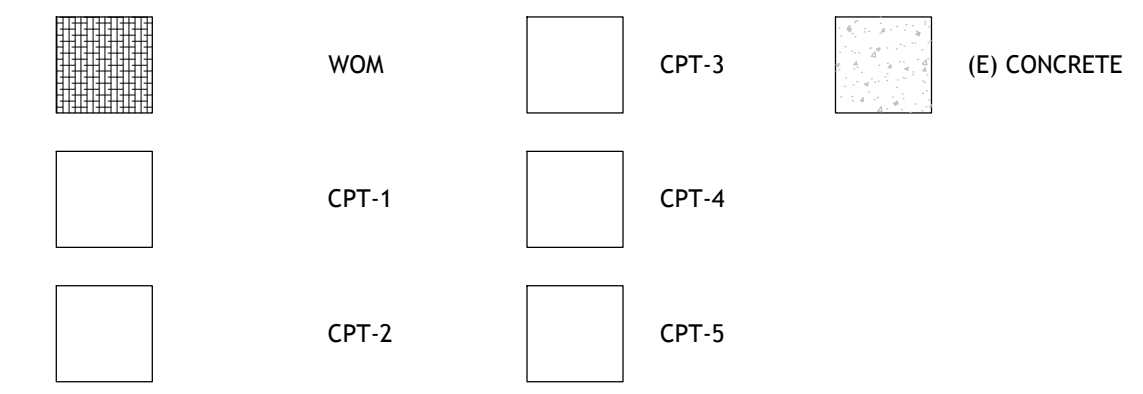 WOM
CPT-1
CPT-2
CPT-3
CPT-4
CPT-5
(E) CONCRETE